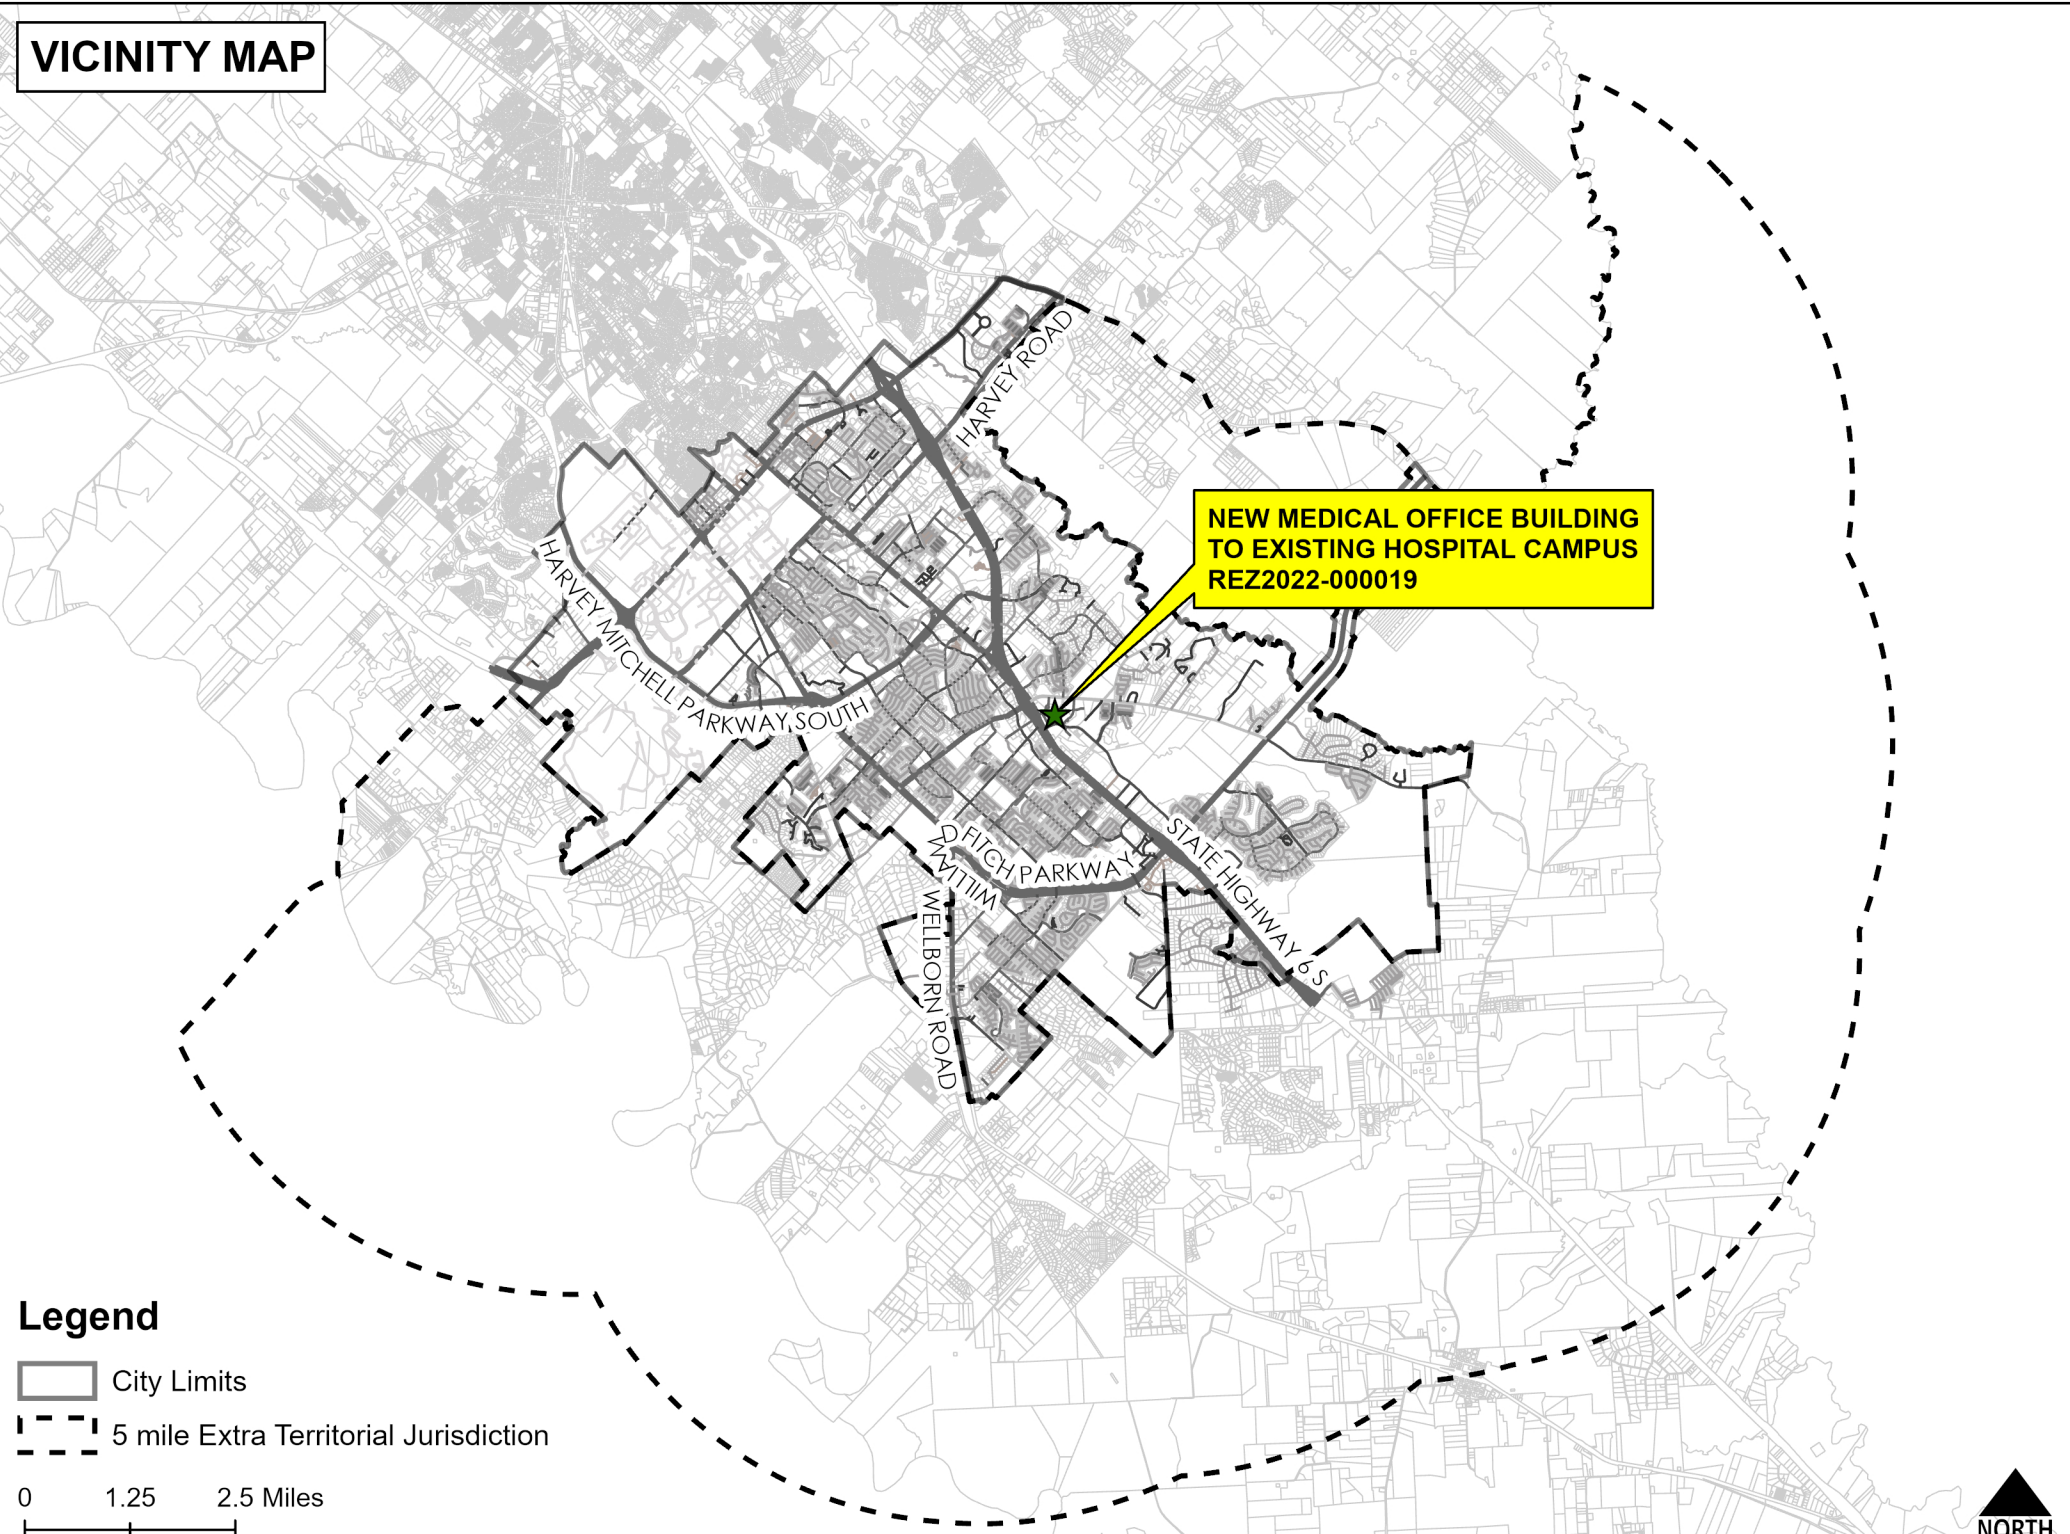 VICINITY MAP
HARVEY ROAD
NEW MEDICAL OFFICE BUILDING
TO EXISTING HOSPITAL CAMPUS
REZ2022-000019
HARVEY MITCHELL PARKWAY SOUTH
WILLIAM D FITCH PARKWAY
STATE HIGHWAY 6 S
WELLBORN ROAD
Legend
City Limits
5 mile Extra Territorial Jurisdiction
0 1.25 2.5 Miles
NORTH